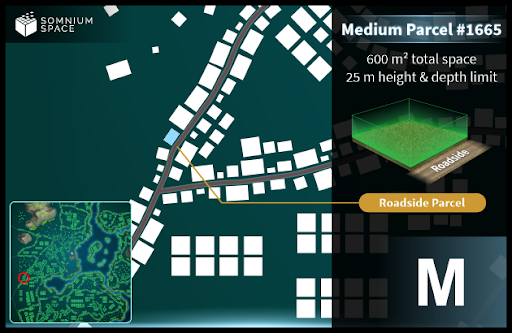 SOMNIUM
SPACE
Medium Parcel #1665
600 m² total space
25 m height & depth limit
Roadside
Roadside Parcel
M